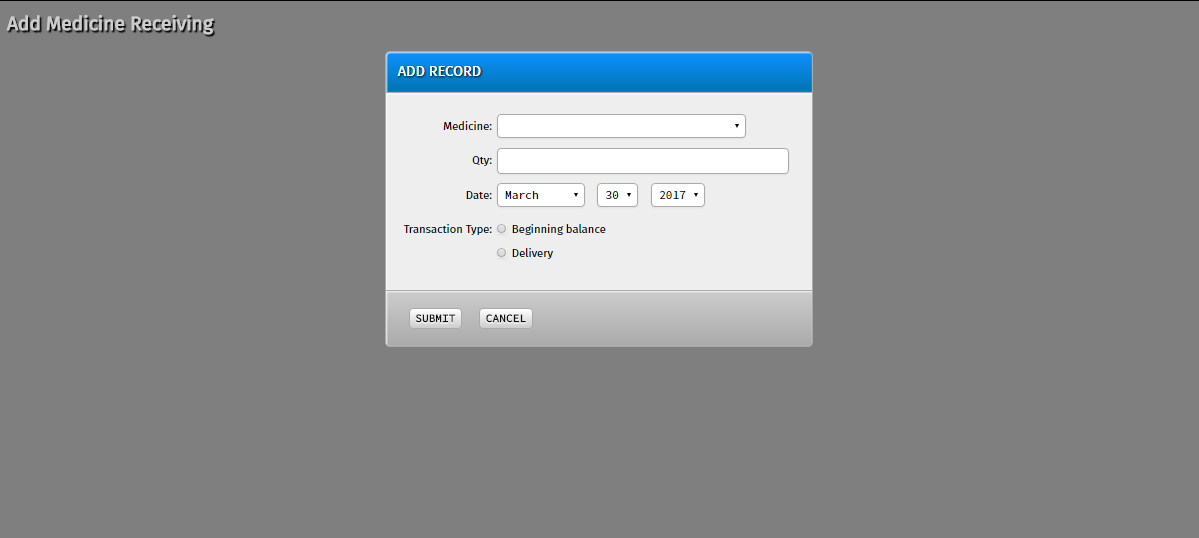 Add Medicine Receiving
ADD RECORD
Medicine:
Qty:
Date: March 30 2017
Transaction Type: Beginning balance
Delivery
SUBMIT CANCEL